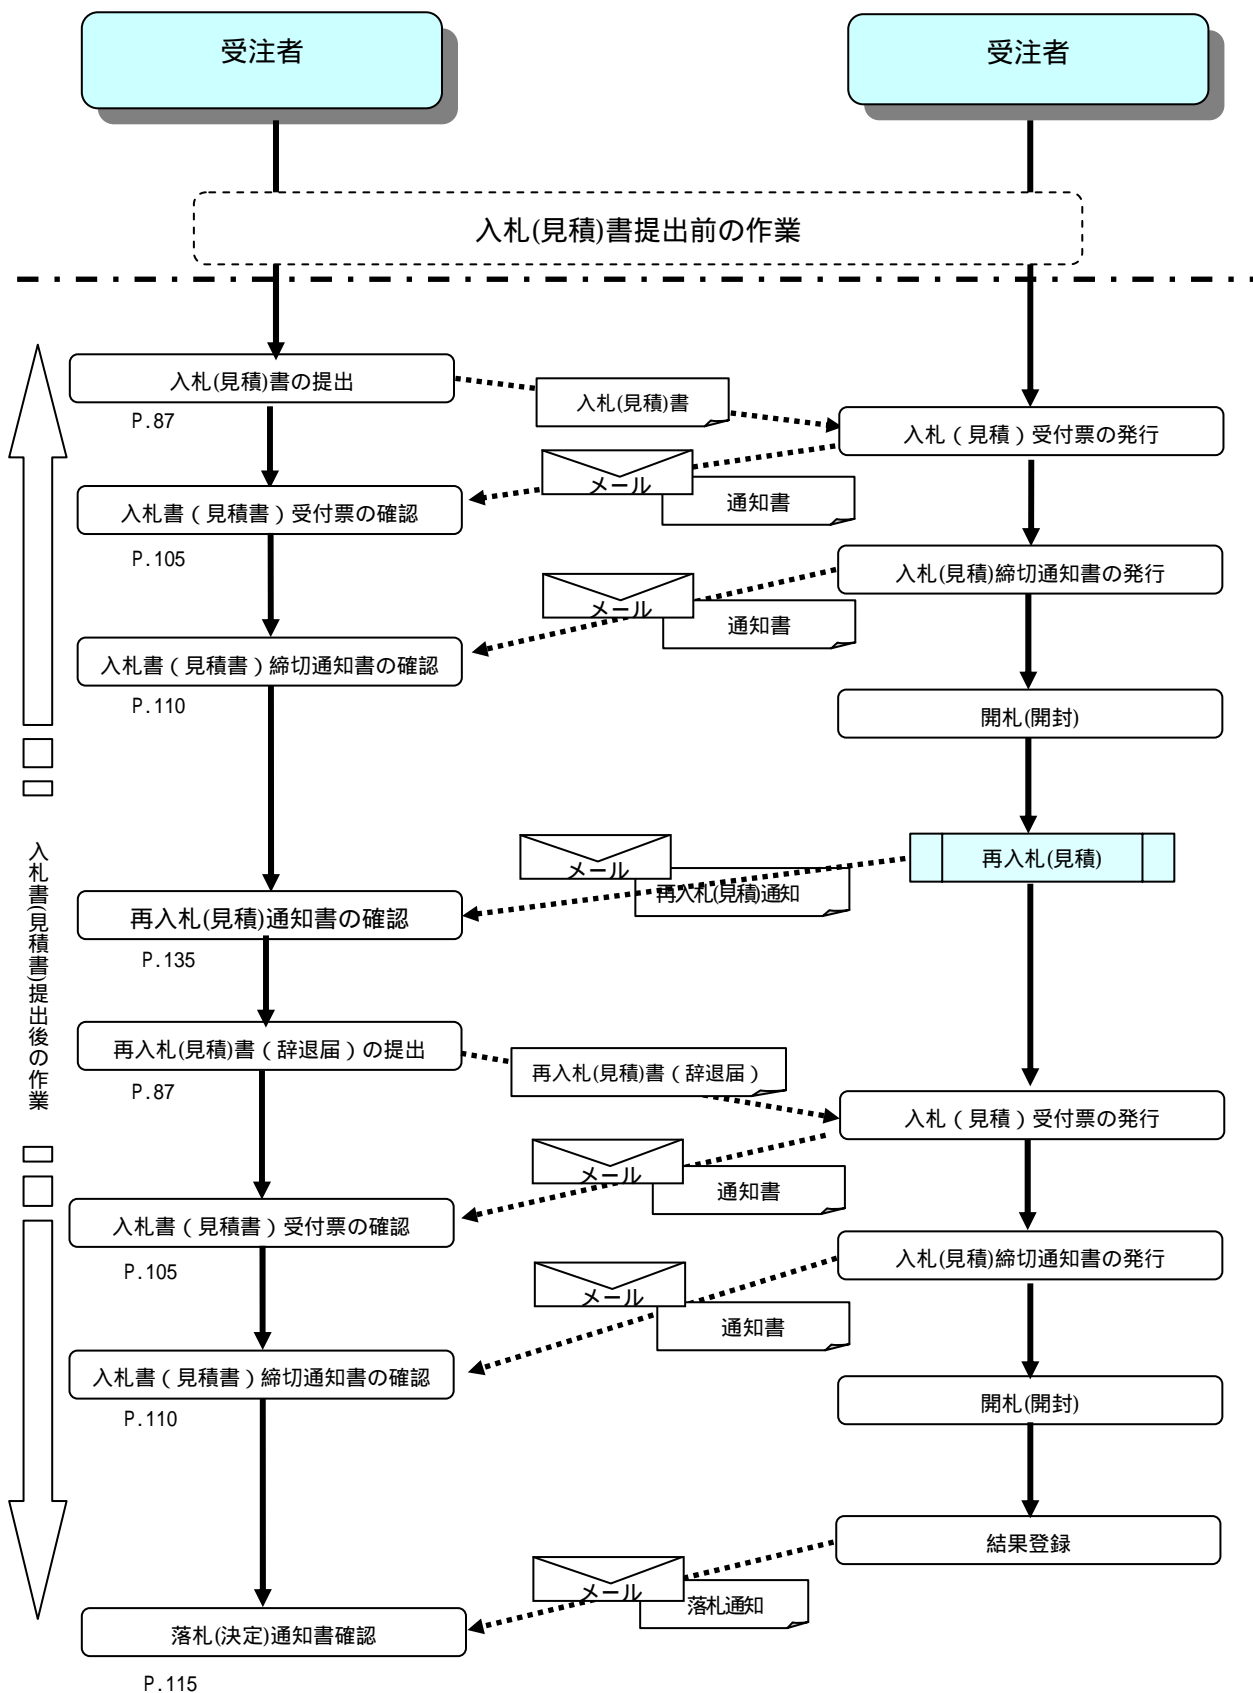 受注者
受注者
入札(見積)書提出前の作業
入札(見積)書の提出
P.87
入札(見積)書
入札（見積）受付票の発行
メール
通知書
入札書（見積書）受付票の確認
P.105
入札(見積)締切通知書の発行
メール
通知書
入札書（見積書）締切通知書の確認
P.110
開札(開封)
再入札(見積)
メール
再入札(見積)通知
再入札(見積)通知書の確認
P.135
入札書(見積書)提出後の作業
再入札(見積)書（辞退届）の提出
P.87
再入札(見積)書（辞退届）
入札（見積）受付票の発行
メール
通知書
入札書（見積書）受付票の確認
P.105
入札(見積)締切通知書の発行
メール
通知書
入札書（見積書）締切通知書の確認
P.110
開札(開封)
結果登録
メール
落札通知
落札(決定)通知書確認
P.115